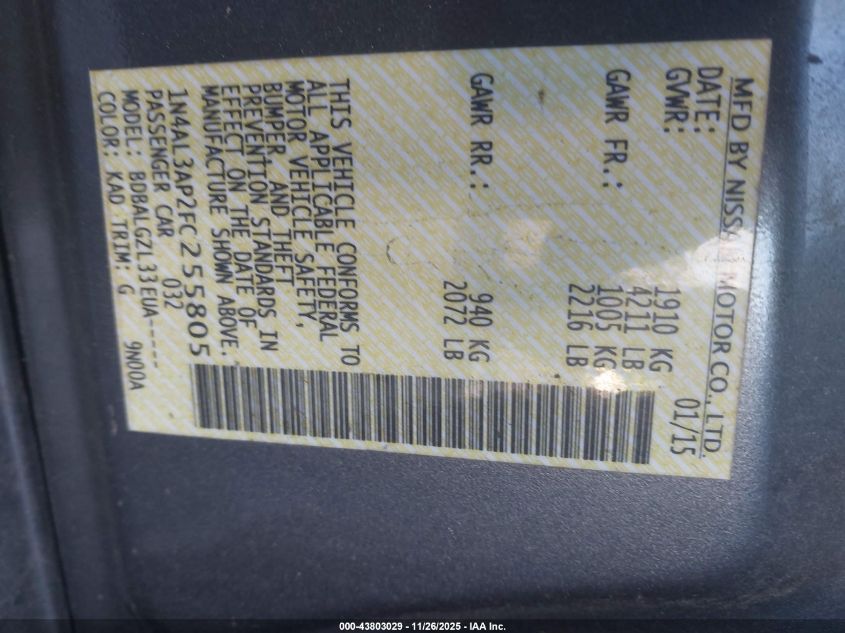 MFD BY NISSAN MOTOR CO., LTD.
DATE: 01/15
GVWR: 1910 KG
4211 LB
GAWR FR.: 1005 KG
2216 LB
GAWR RR.: 940 KG
2072 LB
THIS VEHICLE CONFORMS TO
ALL APPLICABLE FEDERAL
MOTOR VEHICLE SAFETY,
BUMPER, AND THEFT
PREVENTION STANDARDS IN
EFFECT ON THE DATE OF
MANUFACTURE SHOWN ABOVE.
1N4AL3AP2FC255805
PASSENGER CAR 032
MODEL: BDBALGZL33EUA-----
COLOR: KAD TRIM: G 9N00A
000-43803029 - 11/26/2025 - IAA Inc.